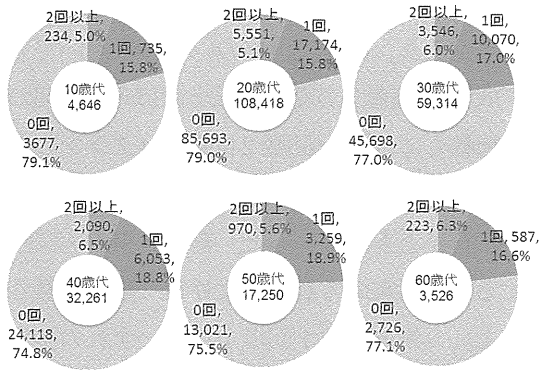 2回以上,
234, 5.0%
1回, 735,
15.8%
10歳代
4,646
0回,
3677,
79.1%
2回以上,
5,551,
5.1%
1回,
17,174,
15.8%
20歳代
108,418
0回,
85,693,
79.0%
2回以上,
3,546,
6.0%
1回,
10,070,
17.0%
30歳代
59,314
0回,
45,698,
77.0%
2回以上,
2,090,
6.5%
1回,
6,053,
18.8%
40歳代
32,261
0回,
24,118,
74.8%
2回以上,
970, 5.6%
1回,
3,259,
18.9%
50歳代
17,250
0回,
13,021,
75.5%
2回以上,
223, 6.3%
1回, 587,
16.6%
60歳代
3,526
0回,
2,726,
77.1%